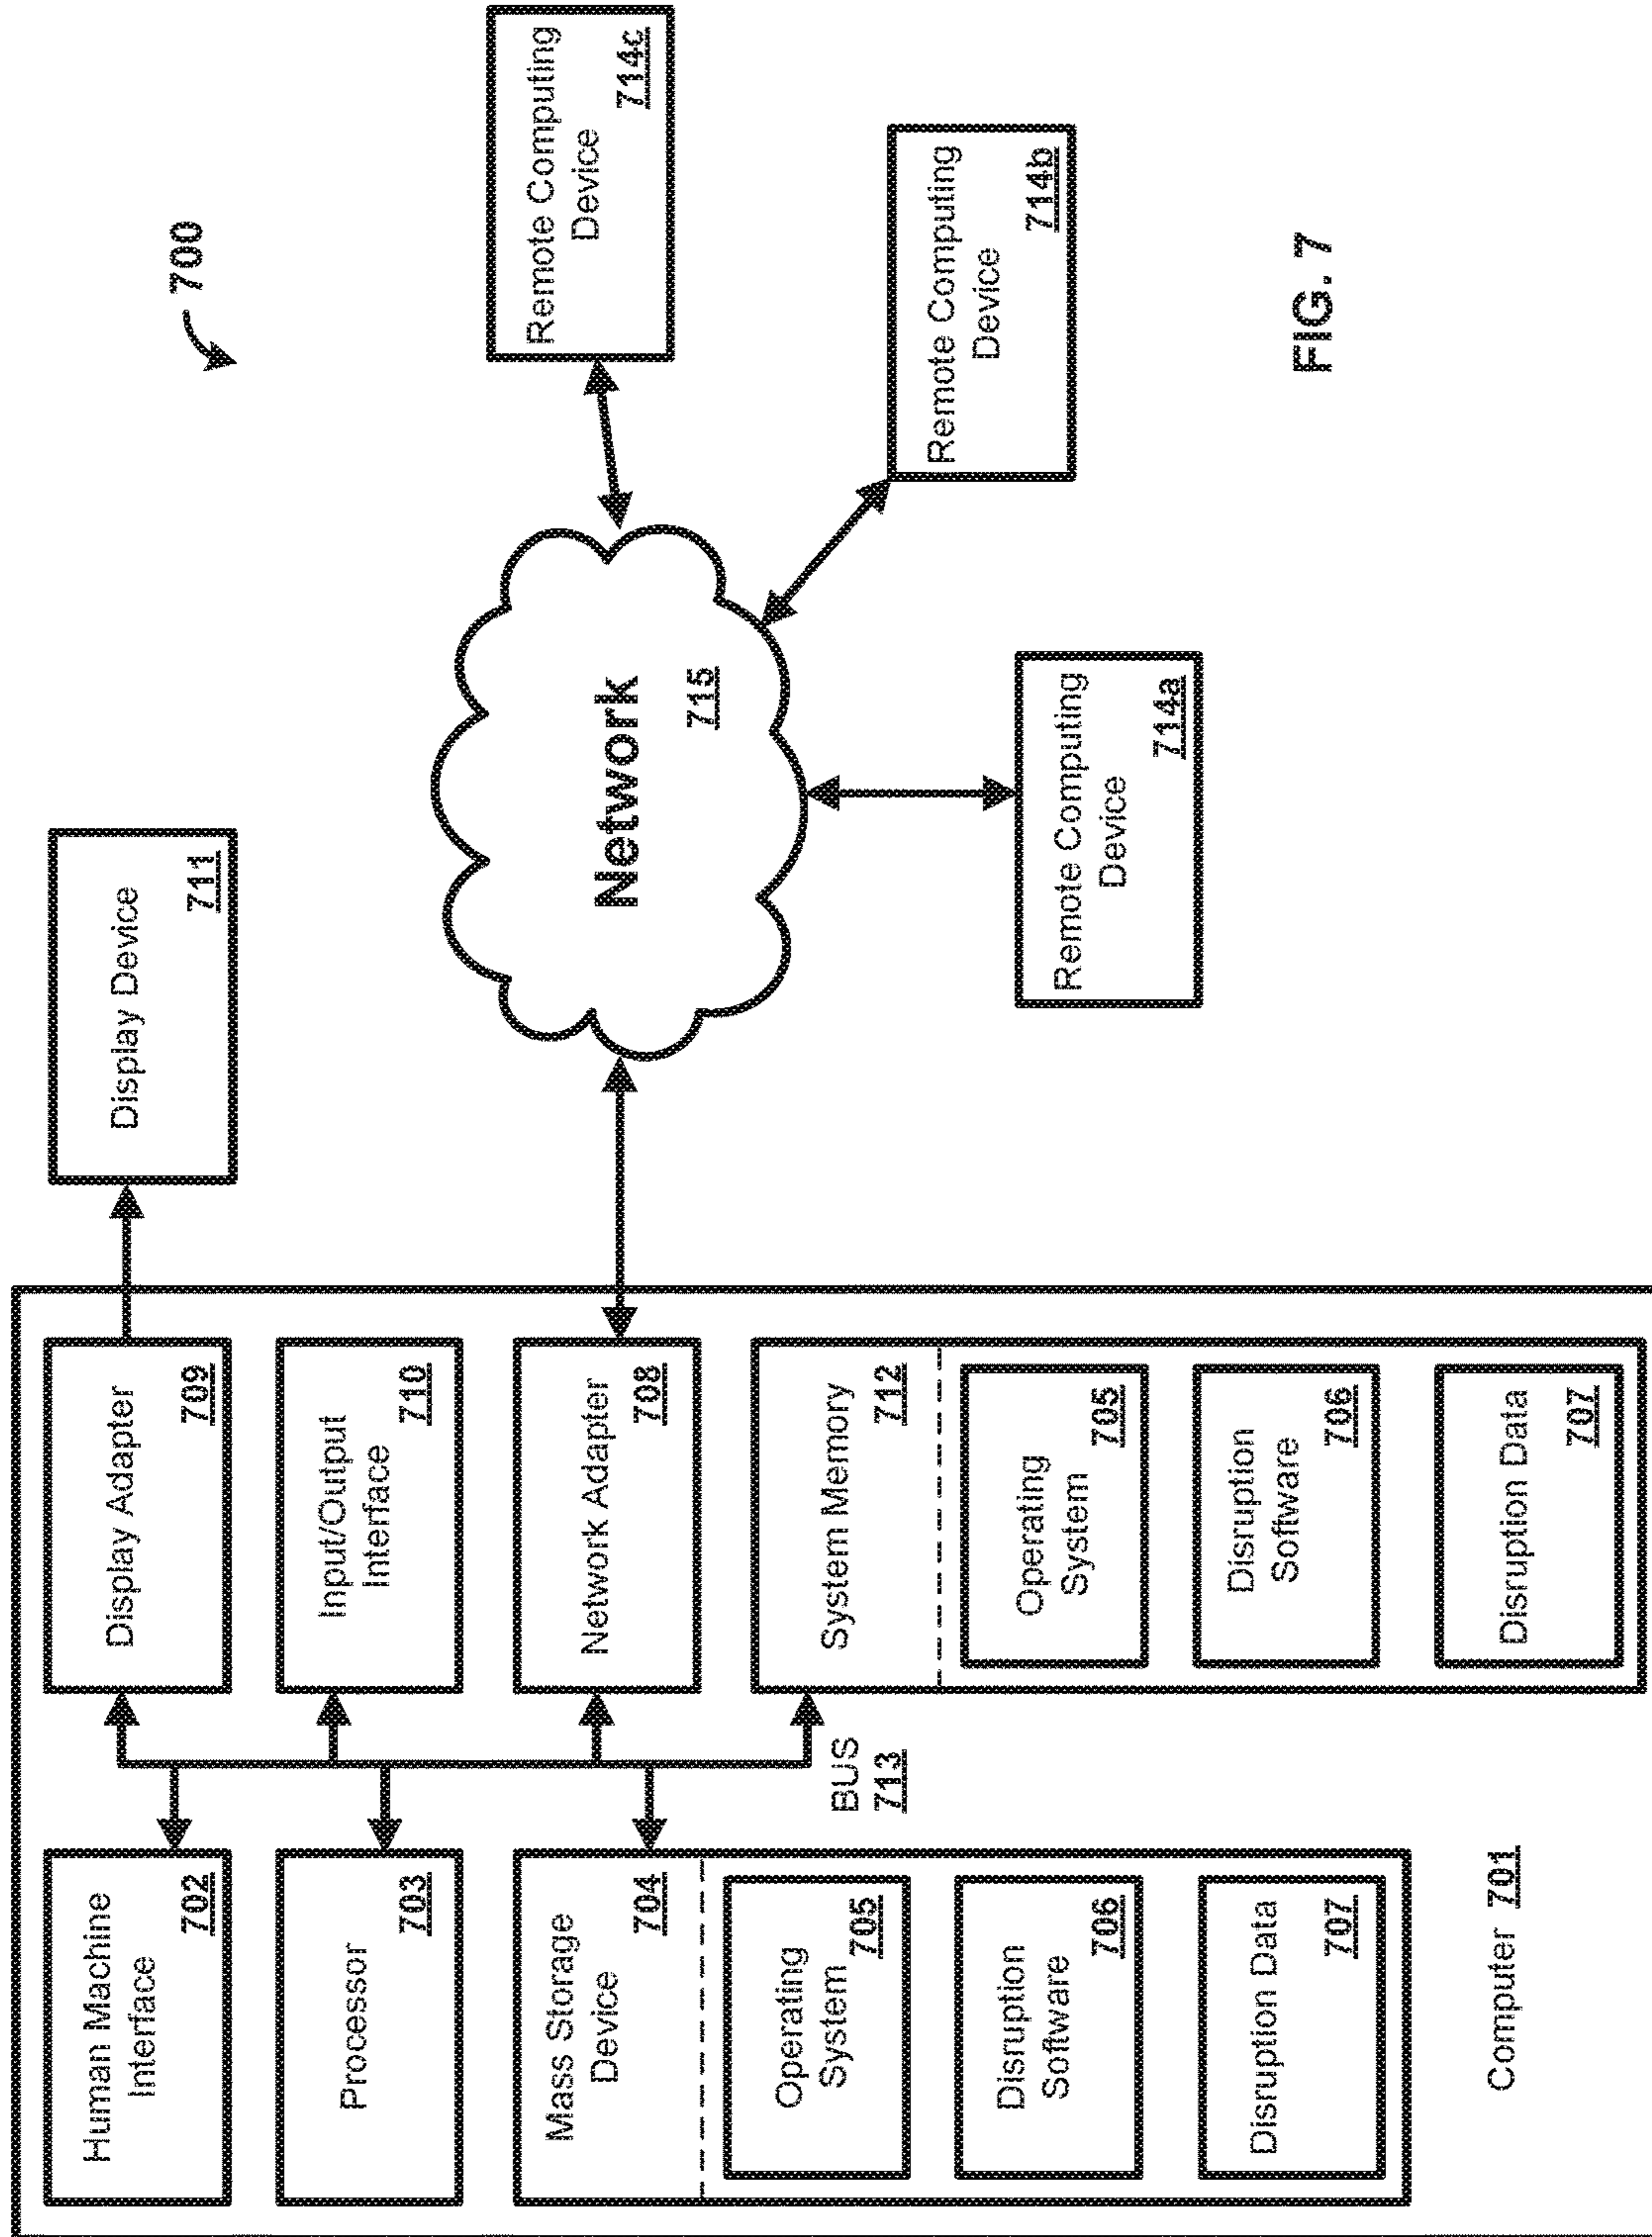 700
Human Machine
Interface
702
Processor
703
Mass Storage
Device
704
Operating
System
705
Disruption
Software
706
Disruption Data
707
BUS
713
Display Adapter
709
Input/Output
Interface
710
Network Adapter
708
System Memory
712
Operating
System
705
Disruption
Software
706
Disruption Data
707
Computer 701
Display Device
711
Network
715
Remote Computing
Device
714a
Remote Computing
Device
714b
Remote Computing
Device
714c
FIG. 7